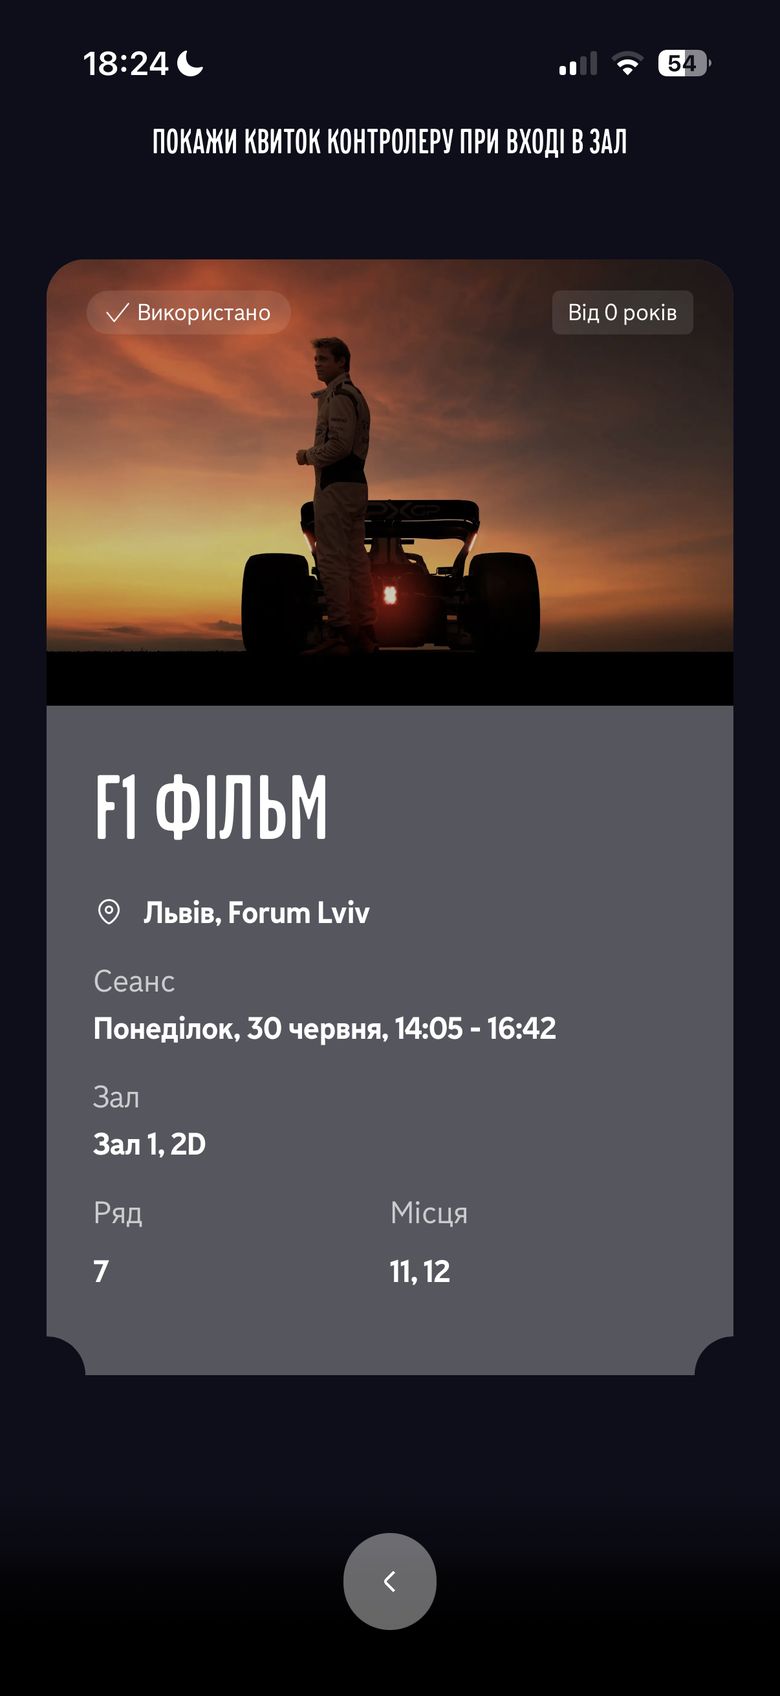 18:24
54
ПОКАЖИ КВИТОК КОНТРОЛЕРУ ПРИ ВХОДІ В ЗАЛ
Використано
Від 0 років
XGP
F1 ФІЛЬМ
Львів, Forum Lviv
Сеанс
Понеділок, 30 червня, 14:05 - 16:42
Зал
Зал 1, 2D
Ряд
Місця
7
11, 12